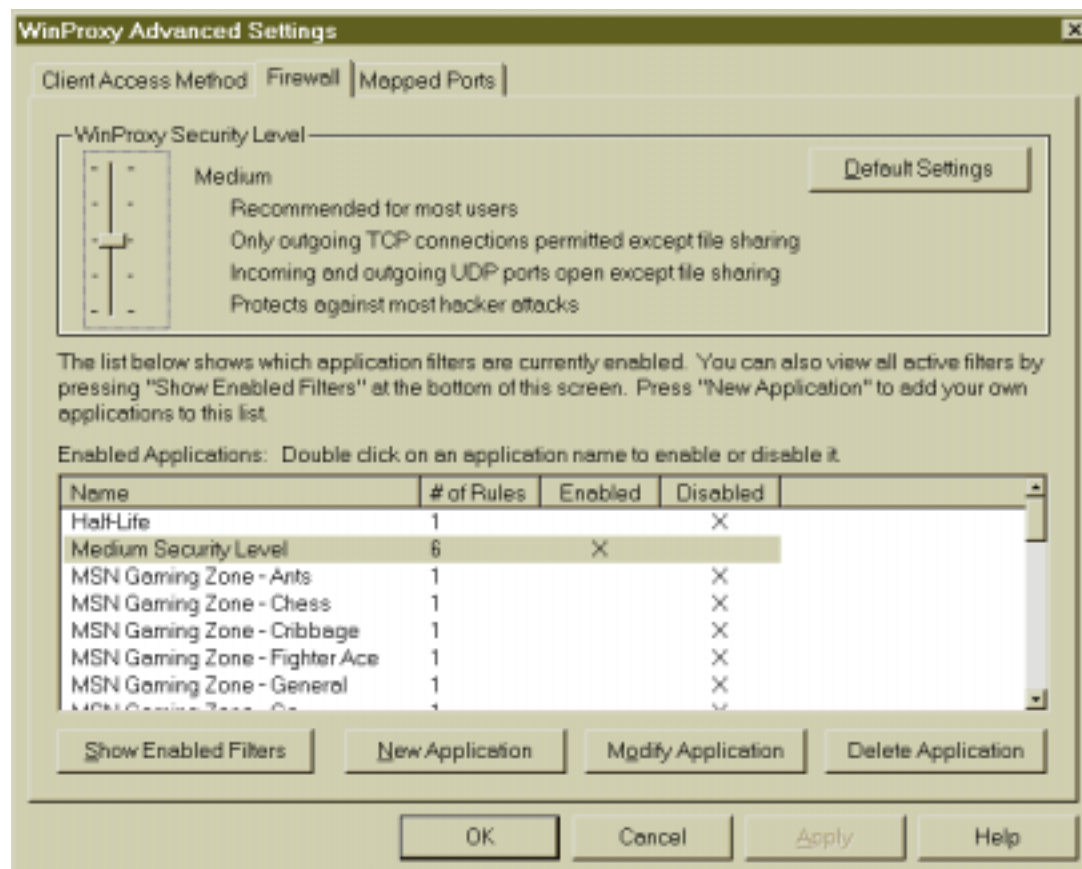 WinProxy Advanced Settings
Client Access Method Firewall Mapped Ports
WinProxy Security Level
Default Settings
Medium
Recommended for most users
Only outgoing TCP connections permitted except file sharing
Incoming and outgoing UDP ports open except file sharing
Protects against most hacker attacks
The list below shows which application filters are currently enabled. You can also view all active filters by
pressing "Show Enabled Filters" at the bottom of this screen. Press "New Application" to add your own
applications to this list.
Enabled Applications: Double click on an application name to enable or disable it.
Name # of Rules Enabled Disabled
Half-Life 1 X
Medium Security Level 6 X
MSN Gaming Zone - Ants 1 X
MSN Gaming Zone - Chess 1 X
MSN Gaming Zone - Cribbage 1 X
MSN Gaming Zone - Fighter Ace 1 X
MSN Gaming Zone - General 1 X
MSN Gaming Zone - 1 X
Show Enabled Filters New Application Modify Application Delete Application
OK Cancel Apply Help